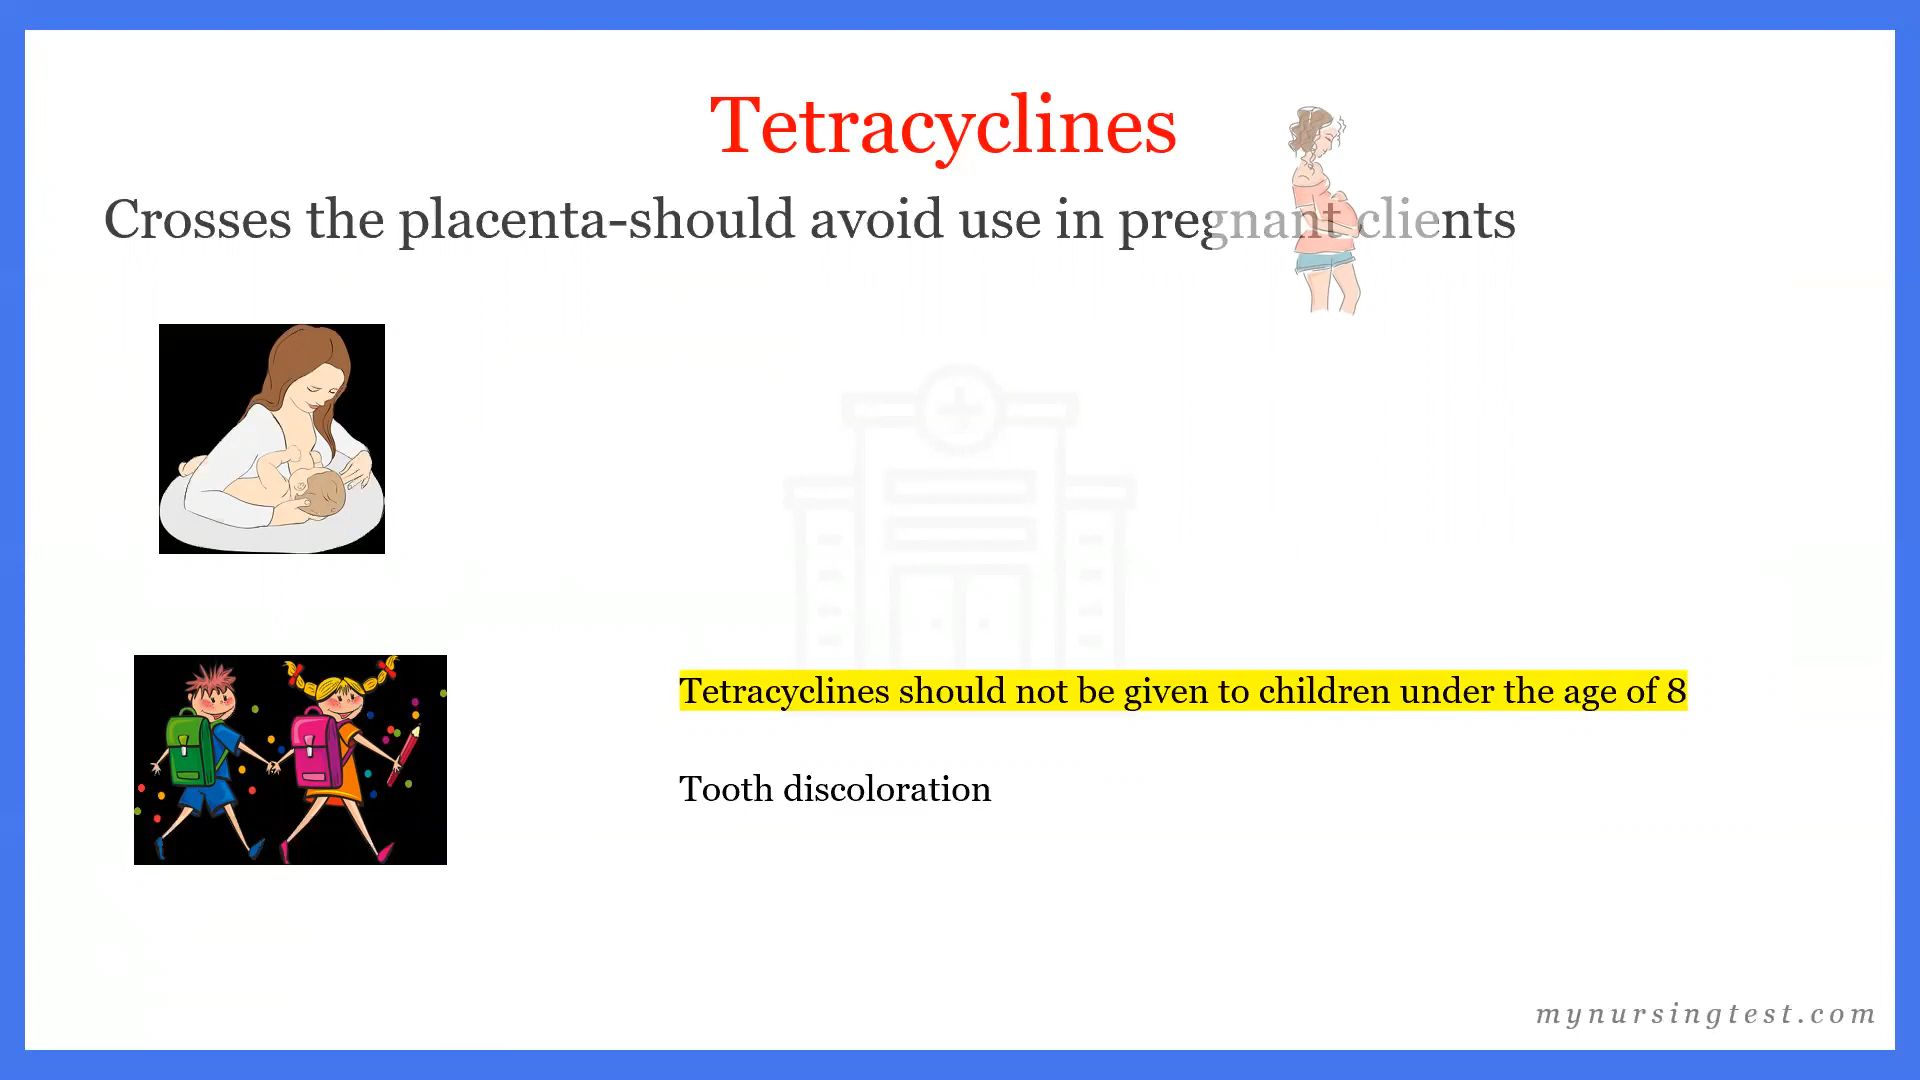 Tetracyclines
Crosses the placenta-should avoid use in pregnant clients
Tetracyclines should not be given to children under the age of 8
Tooth discoloration
mynursingtest.com